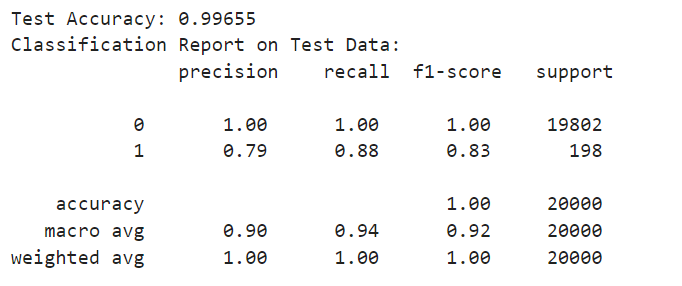 Test Accuracy: 0.99655
Classification Report on Test Data:
precision recall f1-score support
0 1.00 1.00 1.00 19802
1 0.79 0.88 0.83 198
accuracy 1.00 20000
macro avg 0.90 0.94 0.92 20000
weighted avg 1.00 1.00 1.00 20000